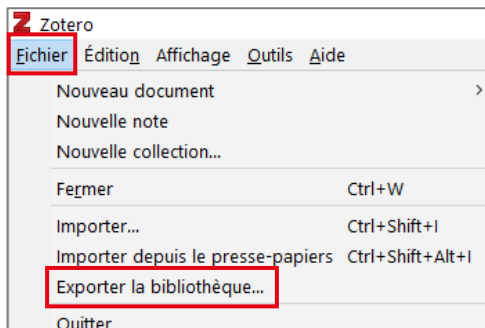 Zotero
Fichier Édition Affichage Outils Aide
Nouveau document >
Nouvelle note
Nouvelle collection...
Fermer Ctrl+W
Importer... Ctrl+Shift+I
Importer depuis le presse-papiers Ctrl+Shift+Alt+I
Exporter la bibliothèque...
Quitter